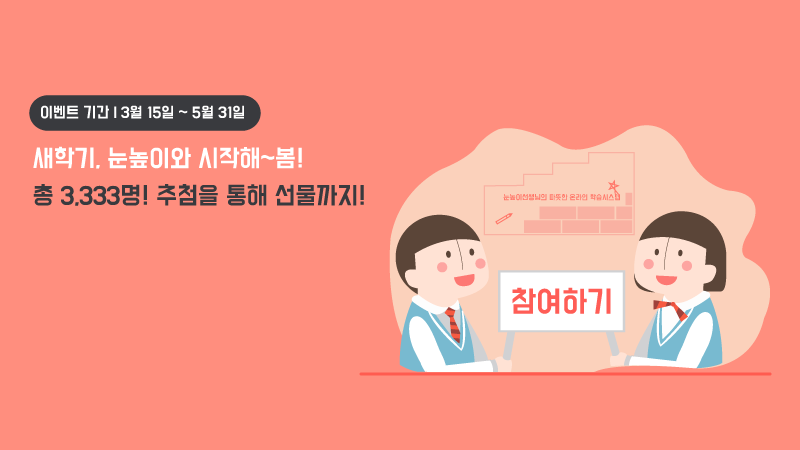 이벤트 기간 l 3월 15일 ~ 5월 31일
새학기, 눈높이와 시작해~봄!
총 3,333명! 추첨을 통해 선물까지!
눈높이선생님의 따뜻한 온라인 학습시스템
참여하기